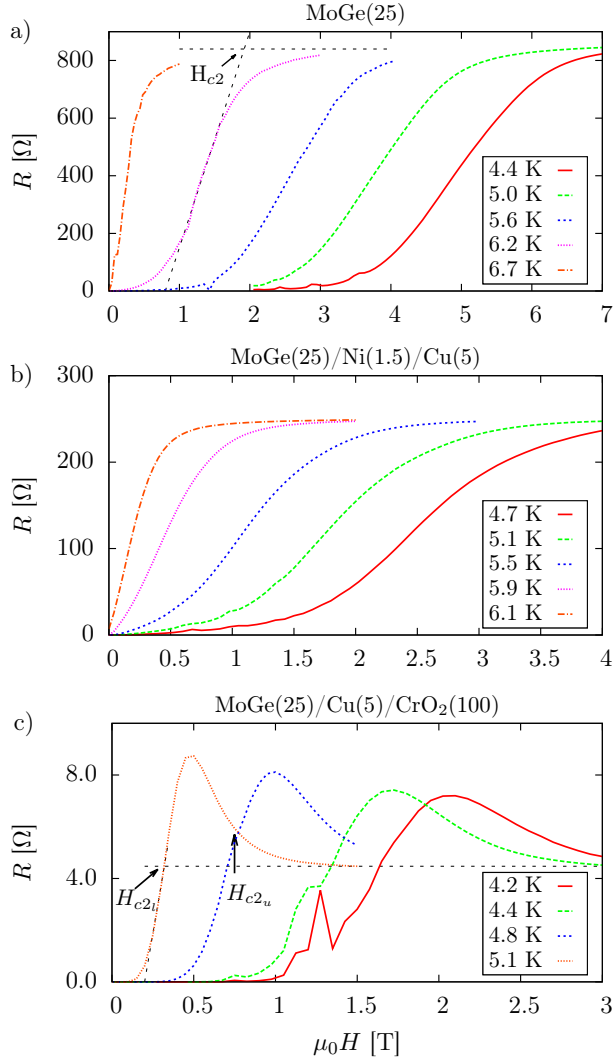 MoGe(25)
a)
800
600
400
200
0
R [Ω]
H_{c2}
4.4 K
5.0 K
5.6 K
6.2 K
6.7 K
0 1 2 3 4 5 6 7
MoGe(25)/Ni(1.5)/Cu(5)
b)
300
200
100
0
R [Ω]
4.7 K
5.1 K
5.5 K
5.9 K
6.1 K
0 0.5 1 1.5 2 2.5 3 3.5 4
MoGe(25)/Cu(5)/CrO₂(100)
c)
8.0
4.0
0.0
R [Ω]
H_{c2_l}
H_{c2_u}
4.2 K
4.4 K
4.8 K
5.1 K
0 0.5 1 1.5 2 2.5 3
μ₀H [T]